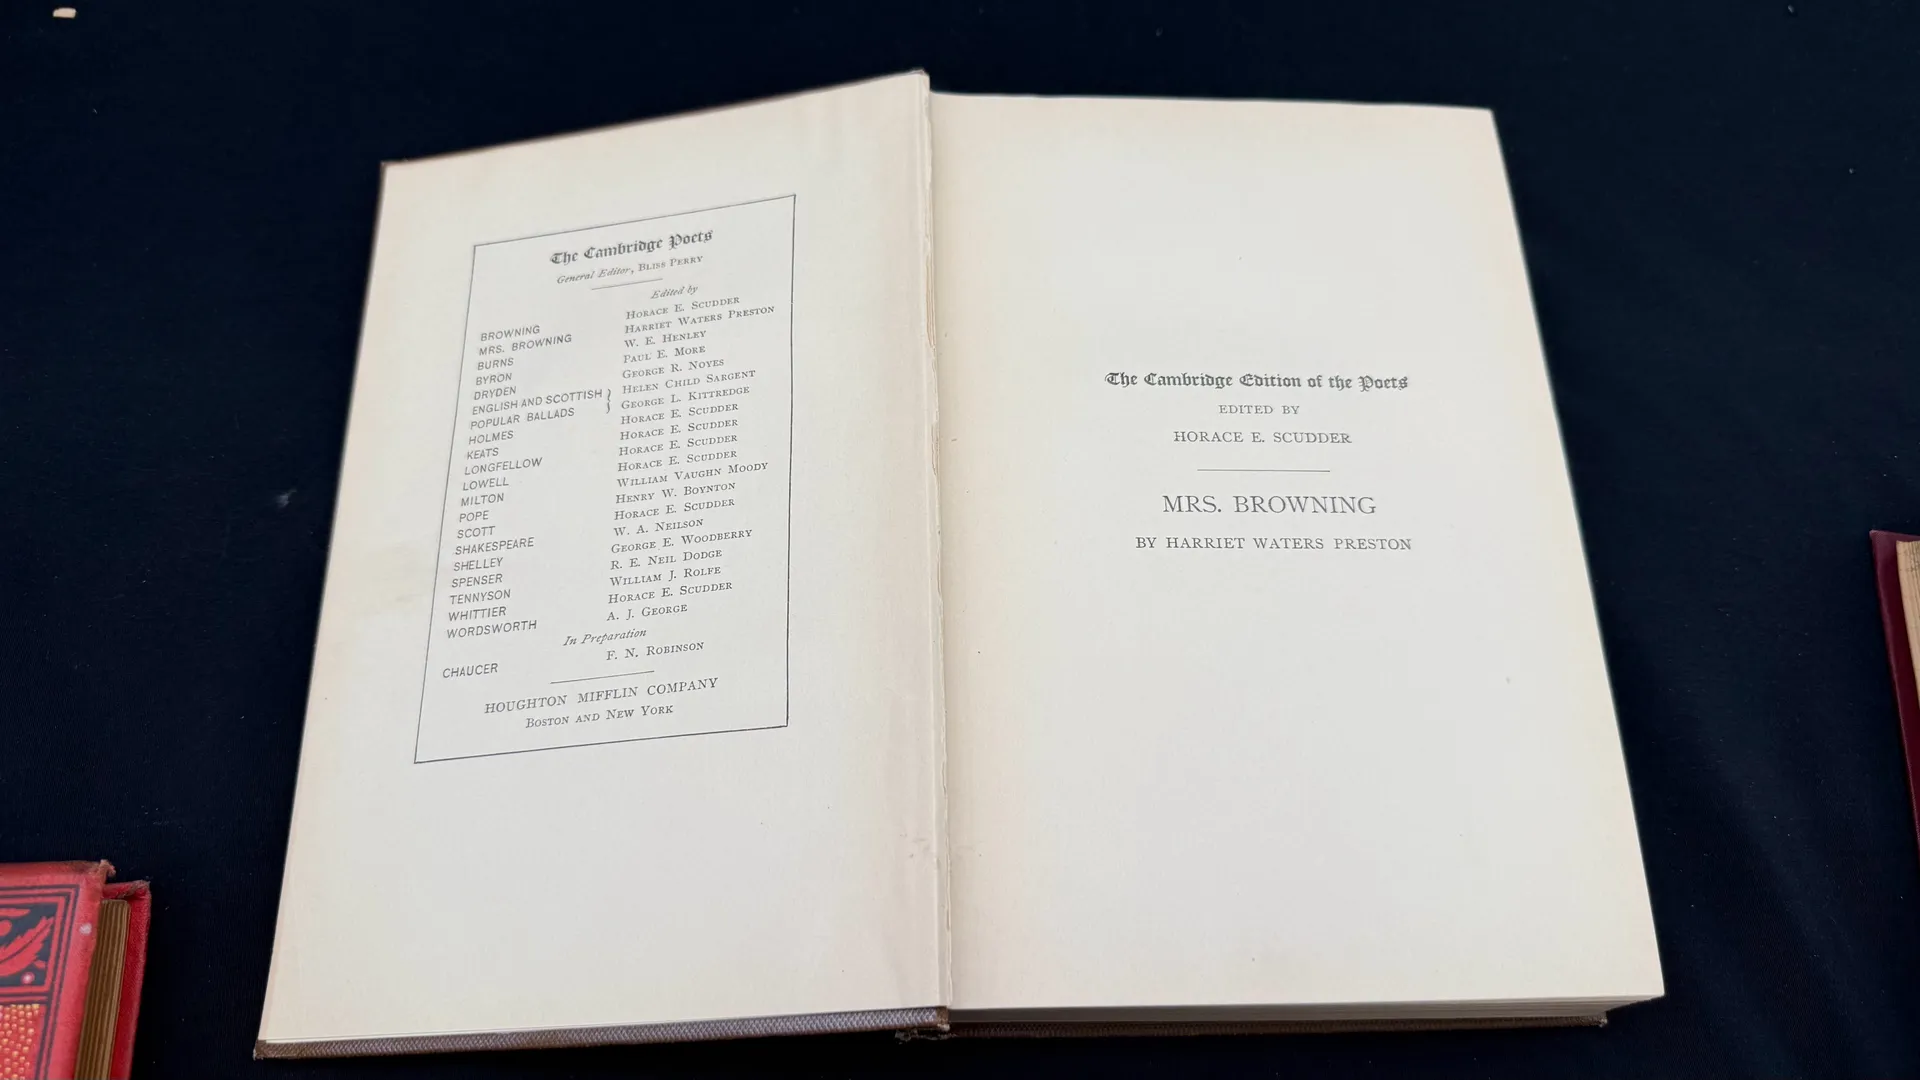 The Cambridge Poets
General Editor, BLISS PERRY
Edited by
BROWNING HORACE E. SCUDDER
MRS. BROWNING HARRIET WATERS PRESTON
BURNS W. E. HENLEY
BYRON PAUL E. MORE
DRYDEN GEORGE R. NOYES
ENGLISH AND SCOTTISH } HELEN CHILD SARGENT
POPULAR BALLADS } GEORGE L. KITTREDGE
HOLMES HORACE E. SCUDDER
KEATS HORACE E. SCUDDER
LONGFELLOW HORACE E. SCUDDER
LOWELL HORACE E. SCUDDER
MILTON WILLIAM VAUGHN MOODY
POPE HENRY W. BOYNTON
SCOTT HORACE E. SCUDDER
SHAKESPEARE W. A. NEILSON
SHELLEY GEORGE E. WOODBERRY
SPENSER R. E. NEIL DODGE
TENNYSON WILLIAM J. ROLFE
WHITTIER HORACE E. SCUDDER
WORDSWORTH A. J. GEORGE
In Preparation
CHAUCER F. N. ROBINSON
HOUGHTON MIFFLIN COMPANY
BOSTON AND NEW YORK
The Cambridge Edition of the Poets
EDITED BY
HORACE E. SCUDDER
MRS. BROWNING
BY HARRIET WATERS PRESTON